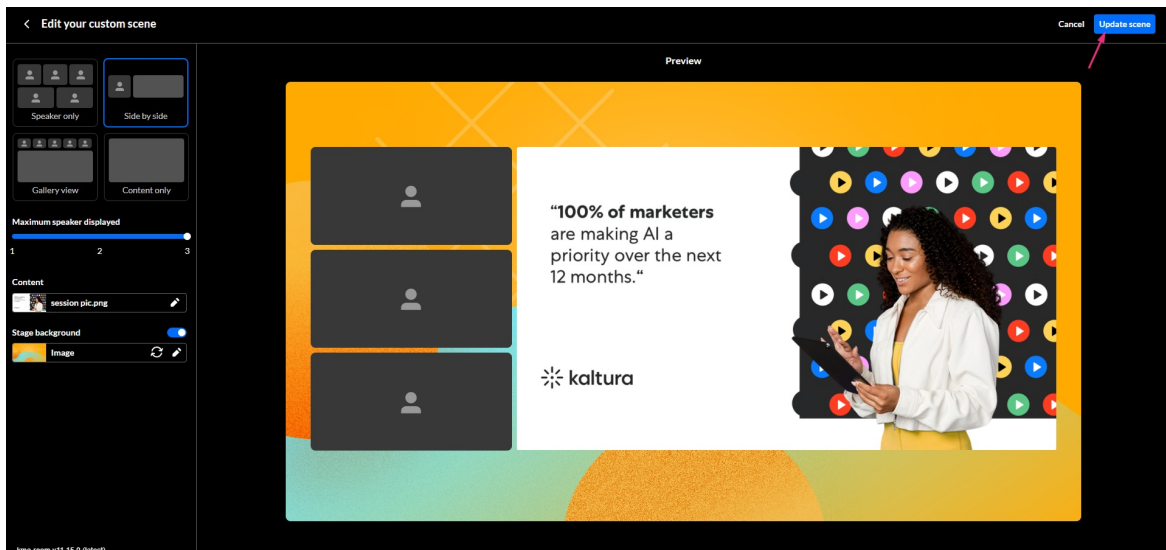 Edit your custom scene
Cancel
Update scene
Speaker only
Side by side
Gallery view
Content only
Maximum speaker displayed
1 2 3
Content
session pic.png
Stage background
Image
Preview
“100% of marketers
are making AI a
priority over the next
12 months.“
kaltura